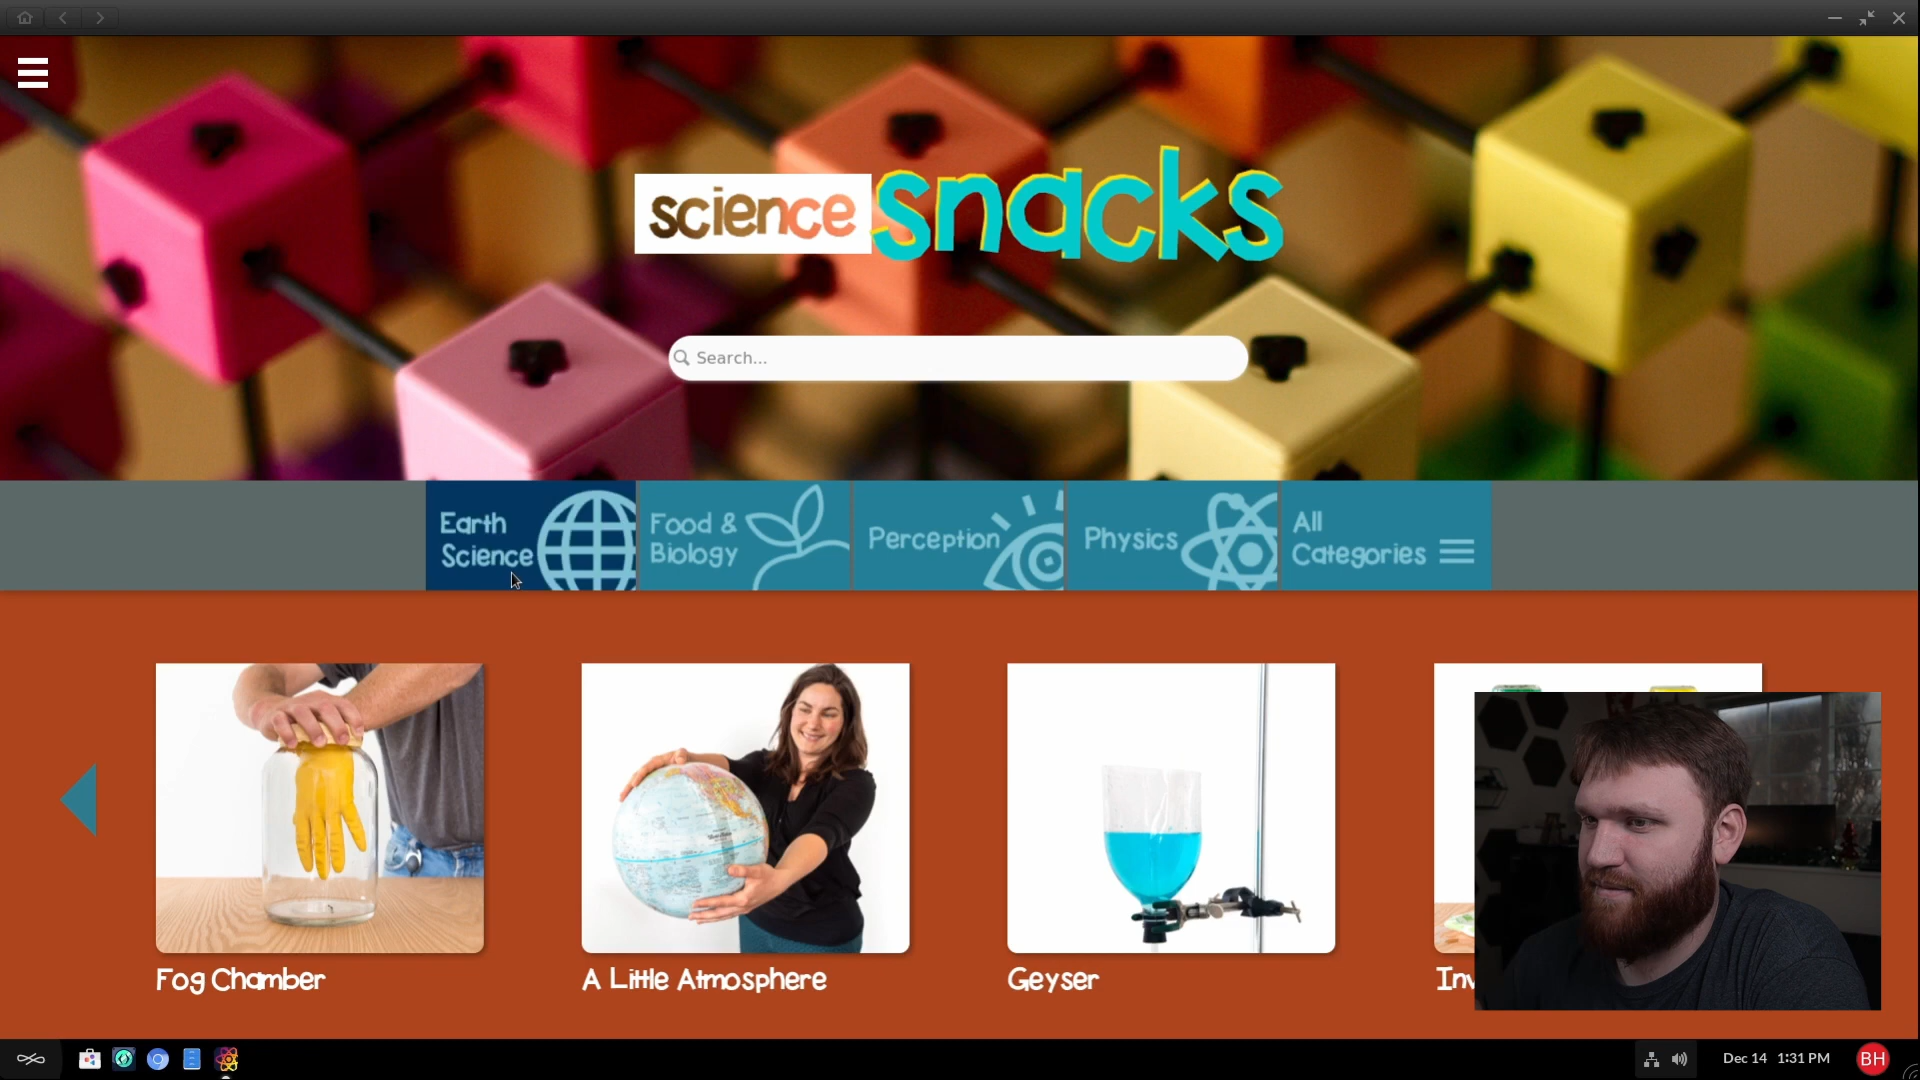 science snacks
Search...
Earth
Science
Food &
Biology
Perception
Physics
All
Categories
Fog Chamber
A Little Atmosphere
Geyser
Dec 14 1:31 PM
BH